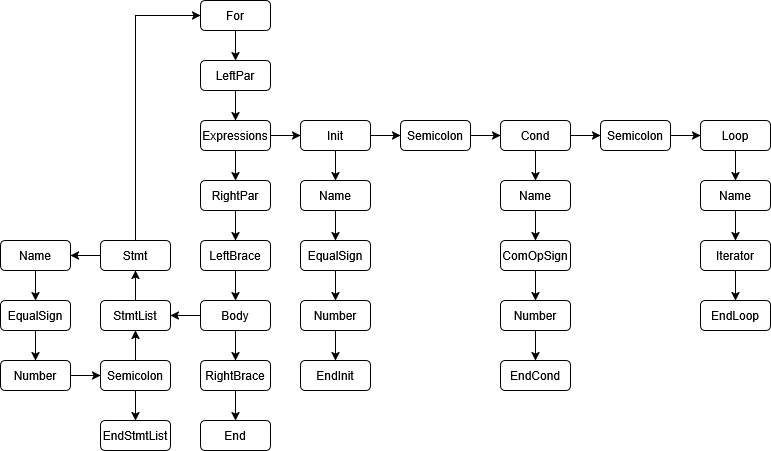 For
LeftPar
Expressions
Init
Semicolon
Cond
Semicolon
Loop
RightPar
Name
Name
Name
Name
Stmt
LeftBrace
EqualSign
ComOpSign
Iterator
EqualSign
StmtList
Body
Number
Number
EndLoop
Number
Semicolon
RightBrace
EndInit
EndCond
EndStmtList
End